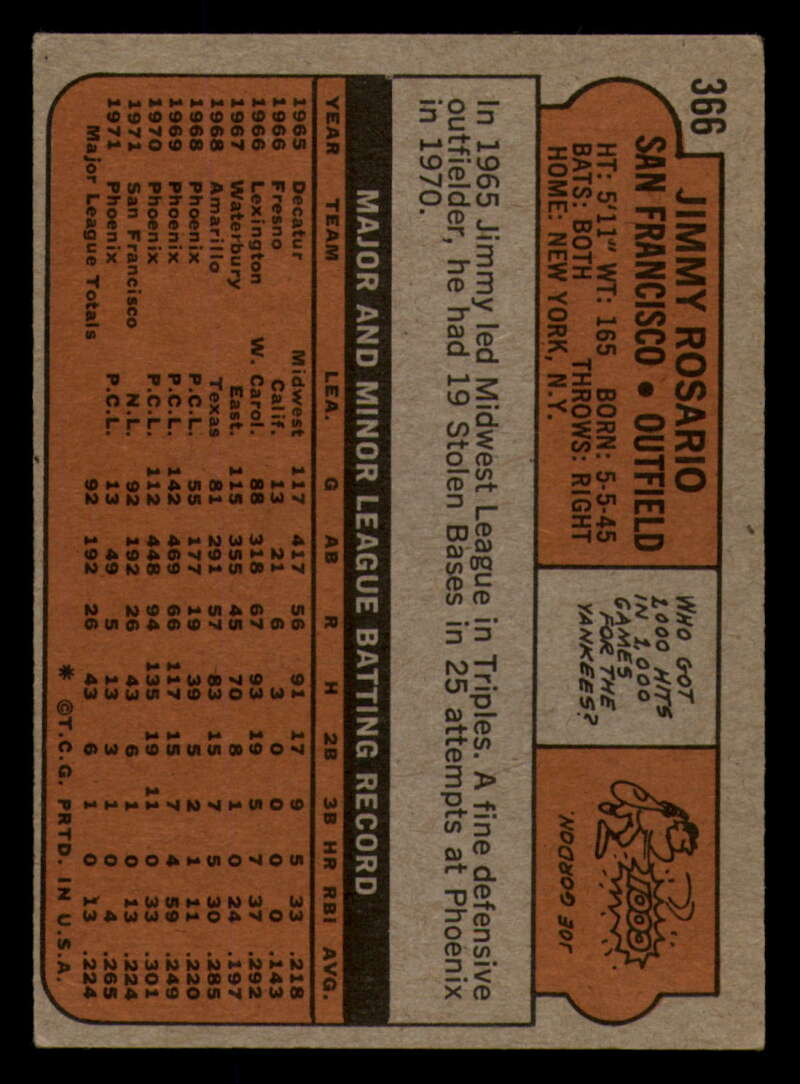 366
JIMMY ROSARIO
SAN FRANCISCO • OUTFIELD
HT: 5'11" WT: 165 BORN: 5-5-45
BATS: BOTH THROWS: RIGHT
HOME: NEW YORK, N.Y.
WHO GOT
1000 HITS
IN 1,000
GAMES
FOR THE
YANKEES?
1000
JOE GORDON.
In 1965 Jimmy led Midwest League in Triples. A fine defensive
outfielder, he had 19 Stolen Bases in 25 attempts at Phoenix
in 1970.
MAJOR AND MINOR LEAGUE BATTING RECORD
YEAR TEAM LEA. G AB R H 2B 3B HR RBI AVG.
1965 Decatur Midwest 117 417 56 91 17 9 5 33 .218
1966 Fresno Calif. 13 21 6 3 0 0 0 0 .143
1966 Lexington W. Carol. 88 318 67 93 19 5 7 37 .292
1967 Waterbury East. 115 355 45 70 8 1 0 24 .197
1968 Amarillo Texas 81 291 57 83 15 7 5 30 .285
1968 Phoenix P.C.L. 55 177 19 39 5 2 1 11 .220
1969 Phoenix P.C.L. 142 469 66 117 15 7 4 59 .249
1970 Phoenix P.C.L. 112 448 94 135 19 11 0 33 .301
1971 San Francisco N.L. 92 192 26 43 6 1 0 13 .224
1971 Phoenix P.C.L. 13 49 5 13 3 1 0 4 .265
Major League Totals 92 192 26 43 6 1 0 13 .224
* ©T.C.G. PRTD. IN U.S.A.